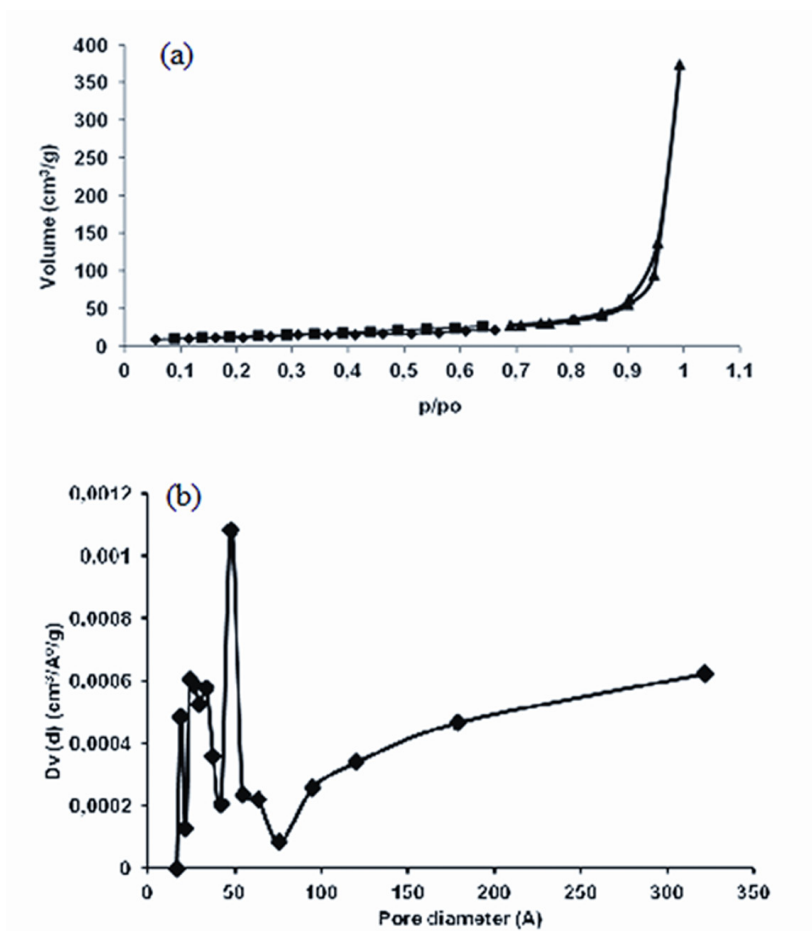 (a)
Volume (cm³/g)
400
350
300
250
200
150
100
50
0
0 0,1 0,2 0,3 0,4 0,5 0,6 0,7 0,8 0,9 1 1,1
p/po
(b)
Dv (d) (cm³/Aº/g)
0,0012
0,001
0,0008
0,0006
0,0004
0,0002
0
0 50 100 150 200 250 300 350
Pore diameter (A)